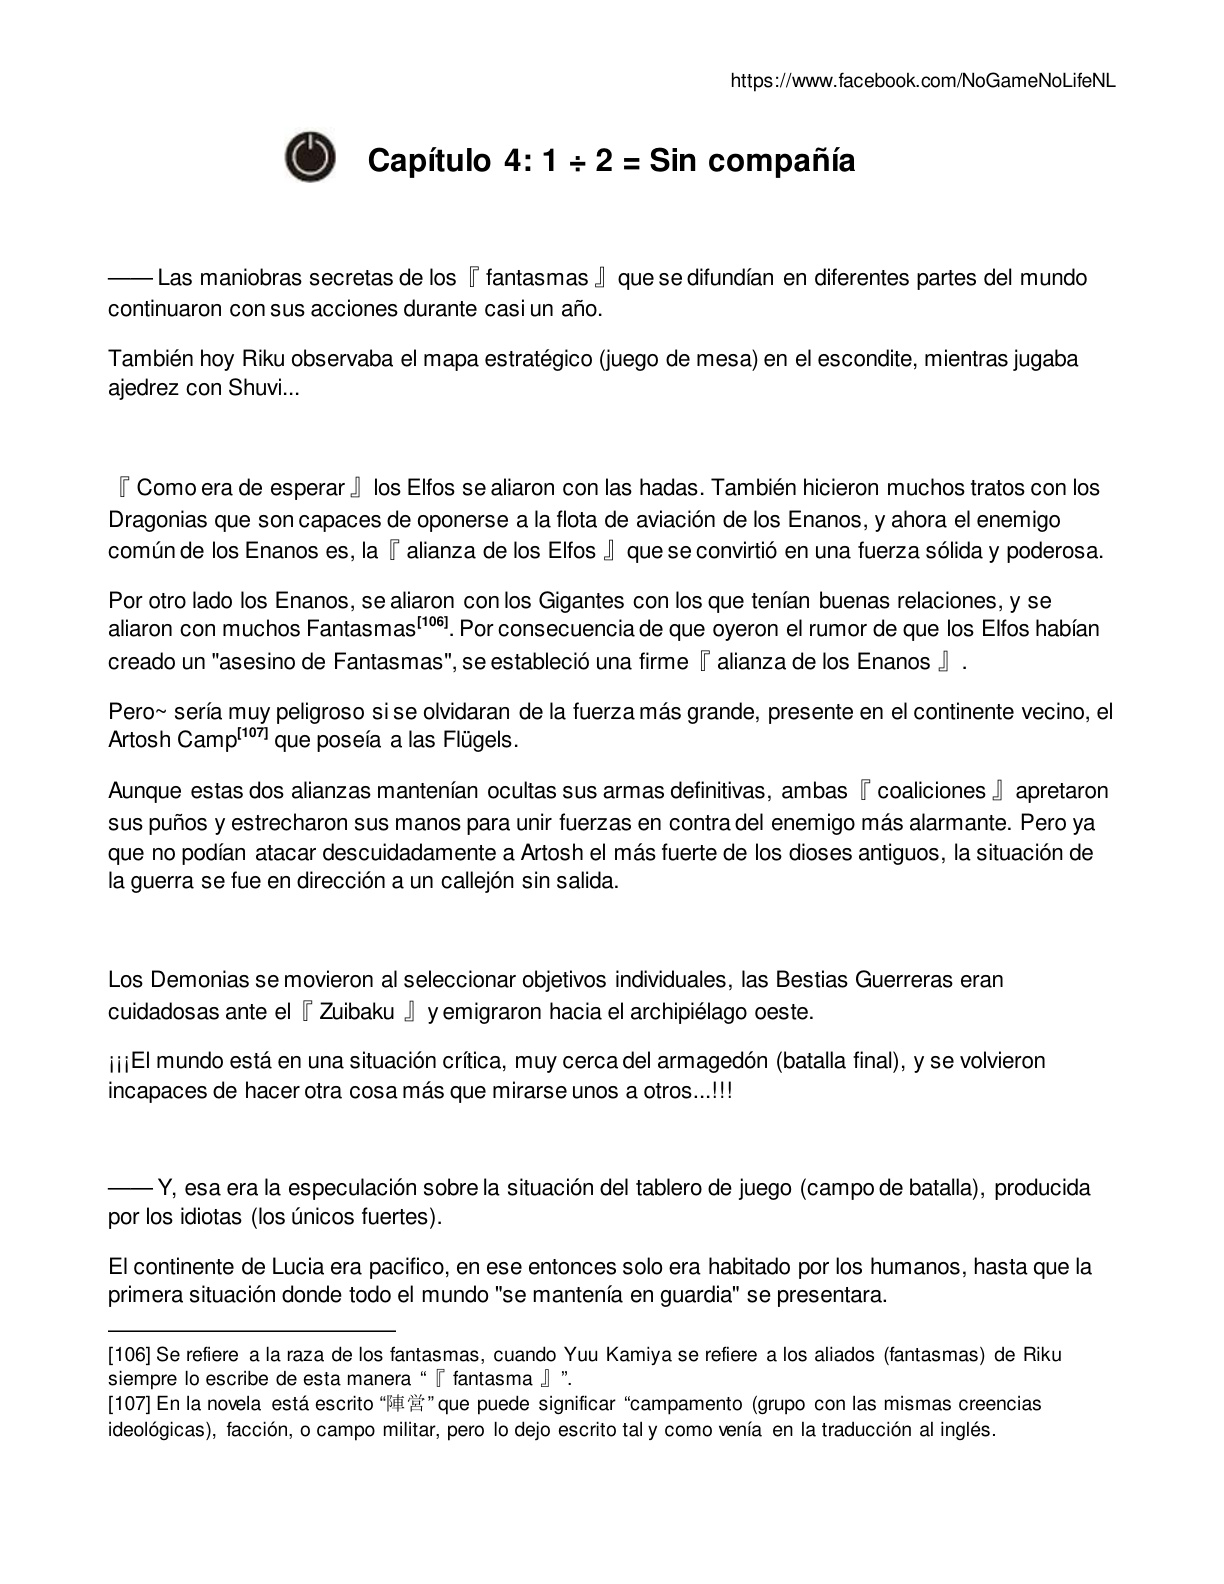 https://www.facebook.com/NoGameNoLifeNL
Capítulo 4: 1 ÷ 2 = Sin compañía
—— Las maniobras secretas de los『 fantasmas 』que se difundían en diferentes partes del mundo
continuaron con sus acciones durante casi un año.
También hoy Riku observaba el mapa estratégico (juego de mesa) en el escondite, mientras jugaba
ajedrez con Shuvi...
『 Como era de esperar 』los Elfos se aliaron con las hadas. También hicieron muchos tratos con los
Dragonias que son capaces de oponerse a la flota de aviación de los Enanos, y ahora el enemigo
común de los Enanos es, la『 alianza de los Elfos 』que se convirtió en una fuerza sólida y poderosa.
Por otro lado los Enanos, se aliaron con los Gigantes con los que tenían buenas relaciones, y se
aliaron con muchos Fantasmas[106]. Por consecuencia de que oyeron el rumor de que los Elfos habían
creado un "asesino de Fantasmas", se estableció una firme『 alianza de los Enanos 』.
Pero~ sería muy peligroso si se olvidaran de la fuerza más grande, presente en el continente vecino, el
Artosh Camp[107] que poseía a las Flügels.
Aunque estas dos alianzas mantenían ocultas sus armas definitivas, ambas『 coaliciones 』apretaron
sus puños y estrecharon sus manos para unir fuerzas en contra del enemigo más alarmante. Pero ya
que no podían atacar descuidadamente a Artosh el más fuerte de los dioses antiguos, la situación de
la guerra se fue en dirección a un callejón sin salida.
Los Demonias se movieron al seleccionar objetivos individuales, las Bestias Guerreras eran
cuidadosas ante el『 Zuibaku 』y emigraron hacia el archipiélago oeste.
¡¡¡El mundo está en una situación crítica, muy cerca del armagedón (batalla final), y se volvieron
incapaces de hacer otra cosa más que mirarse unos a otros...!!!
—— Y, esa era la especulación sobre la situación del tablero de juego (campo de batalla), producida
por los idiotas (los únicos fuertes).
El continente de Lucia era pacifico, en ese entonces solo era habitado por los humanos, hasta que la
primera situación donde todo el mundo "se mantenía en guardia" se presentara.
[106] Se refiere a la raza de los fantasmas, cuando Yuu Kamiya se refiere a los aliados (fantasmas) de Riku
siempre lo escribe de esta manera “『 fantasma 』”.
[107] En la novela está escrito “陣営” que puede significar “campamento (grupo con las mismas creencias
ideológicas), facción, o campo militar, pero lo dejo escrito tal y como venía en la traducción al inglés.